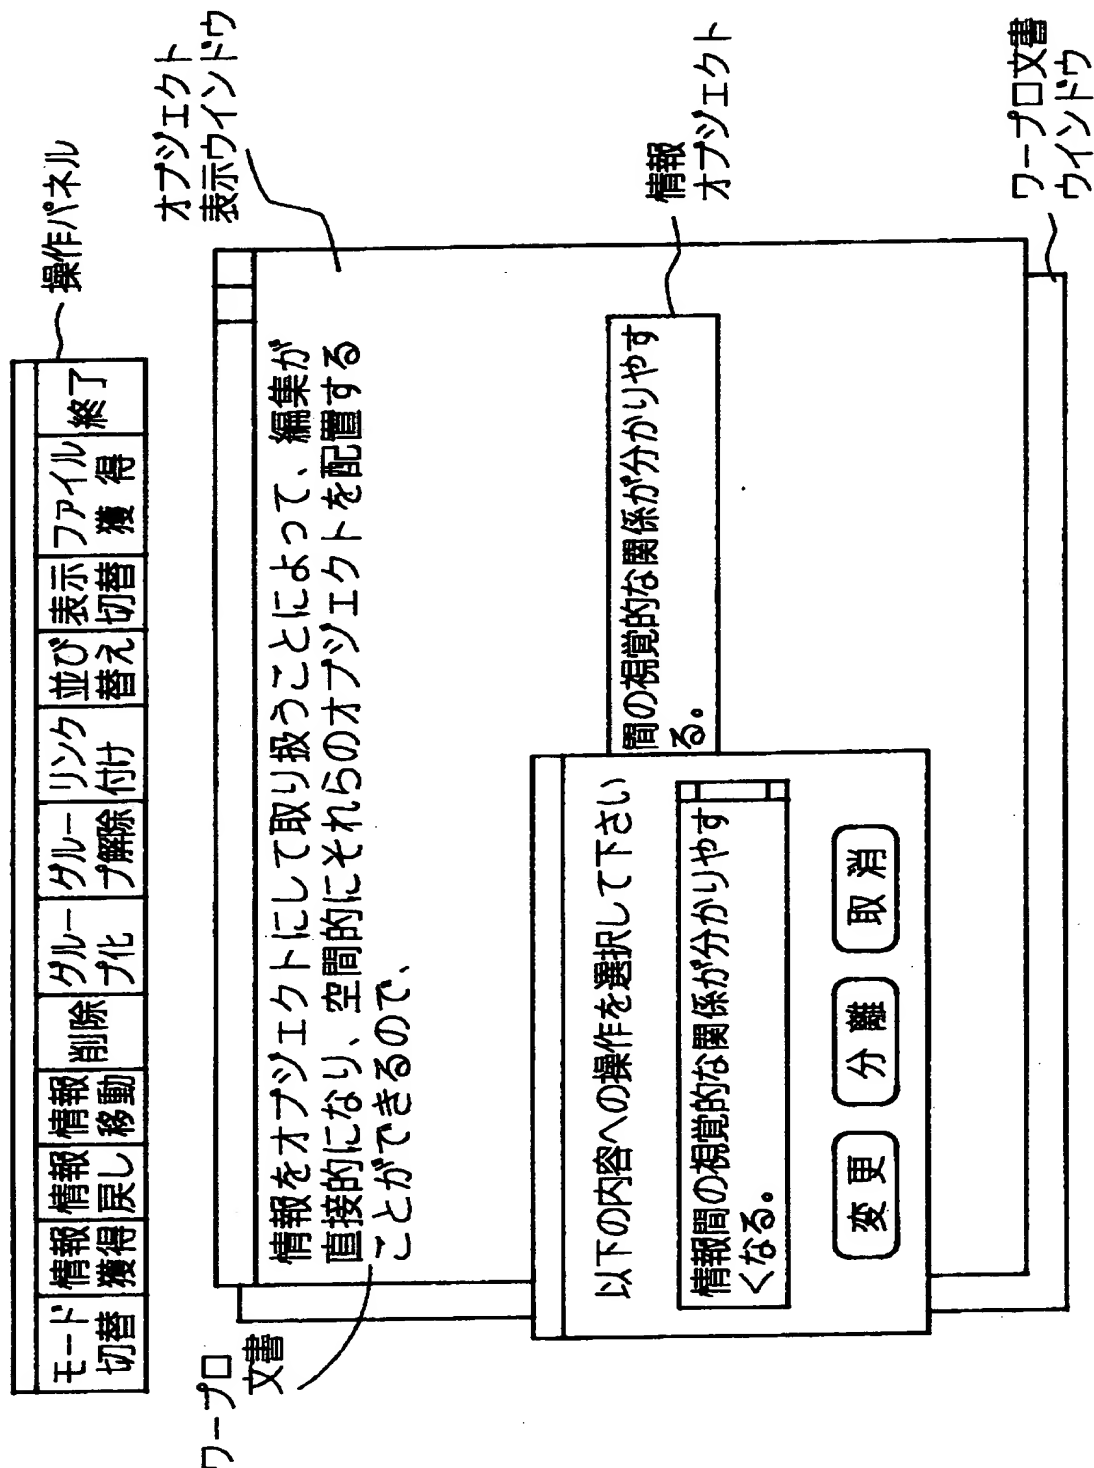 操作パネル
モード
切替
情報
獲得
情報
戻し
情報
移動
削除
グルー
プ化
グルー
プ解除
リンク
付け
並び
替え
表示
切替
ファイル
獲得
終了
オブジェクト
表示ウインドウ
ワープロ
文書
情報をオブジェクトにして取り扱うことによって、編集が
直接的になり、空間的にそれらのオブジェクトを配置する
ことができるので、
情報
オブジェクト
間の視覚的な関係が分かりやす
る。
以下の内容への操作を選択して下さい
情報間の視覚的な関係が分かりやす
くなる。
変更
分離
取消
ワープロ文書
ウインドウ